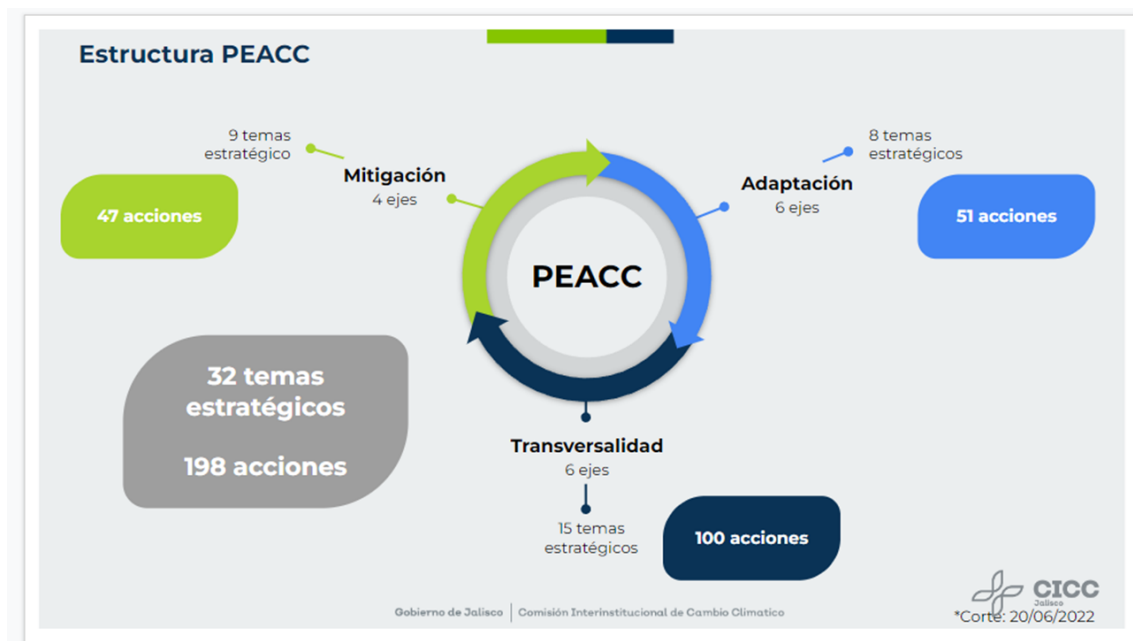 Estructura PEACC
9 temas
estratégico
Mitigación
4 ejes
47 acciones
8 temas
estratégicos
Adaptación
6 ejes
51 acciones
PEACC
32 temas
estratégicos
198 acciones
Transversalidad
6 ejes
15 temas
estratégicos
100 acciones
Gobierno de Jalisco | Comisión Interinstitucional de Cambio Climatico
CICC
Jalisco
*Corte: 20/06/2022